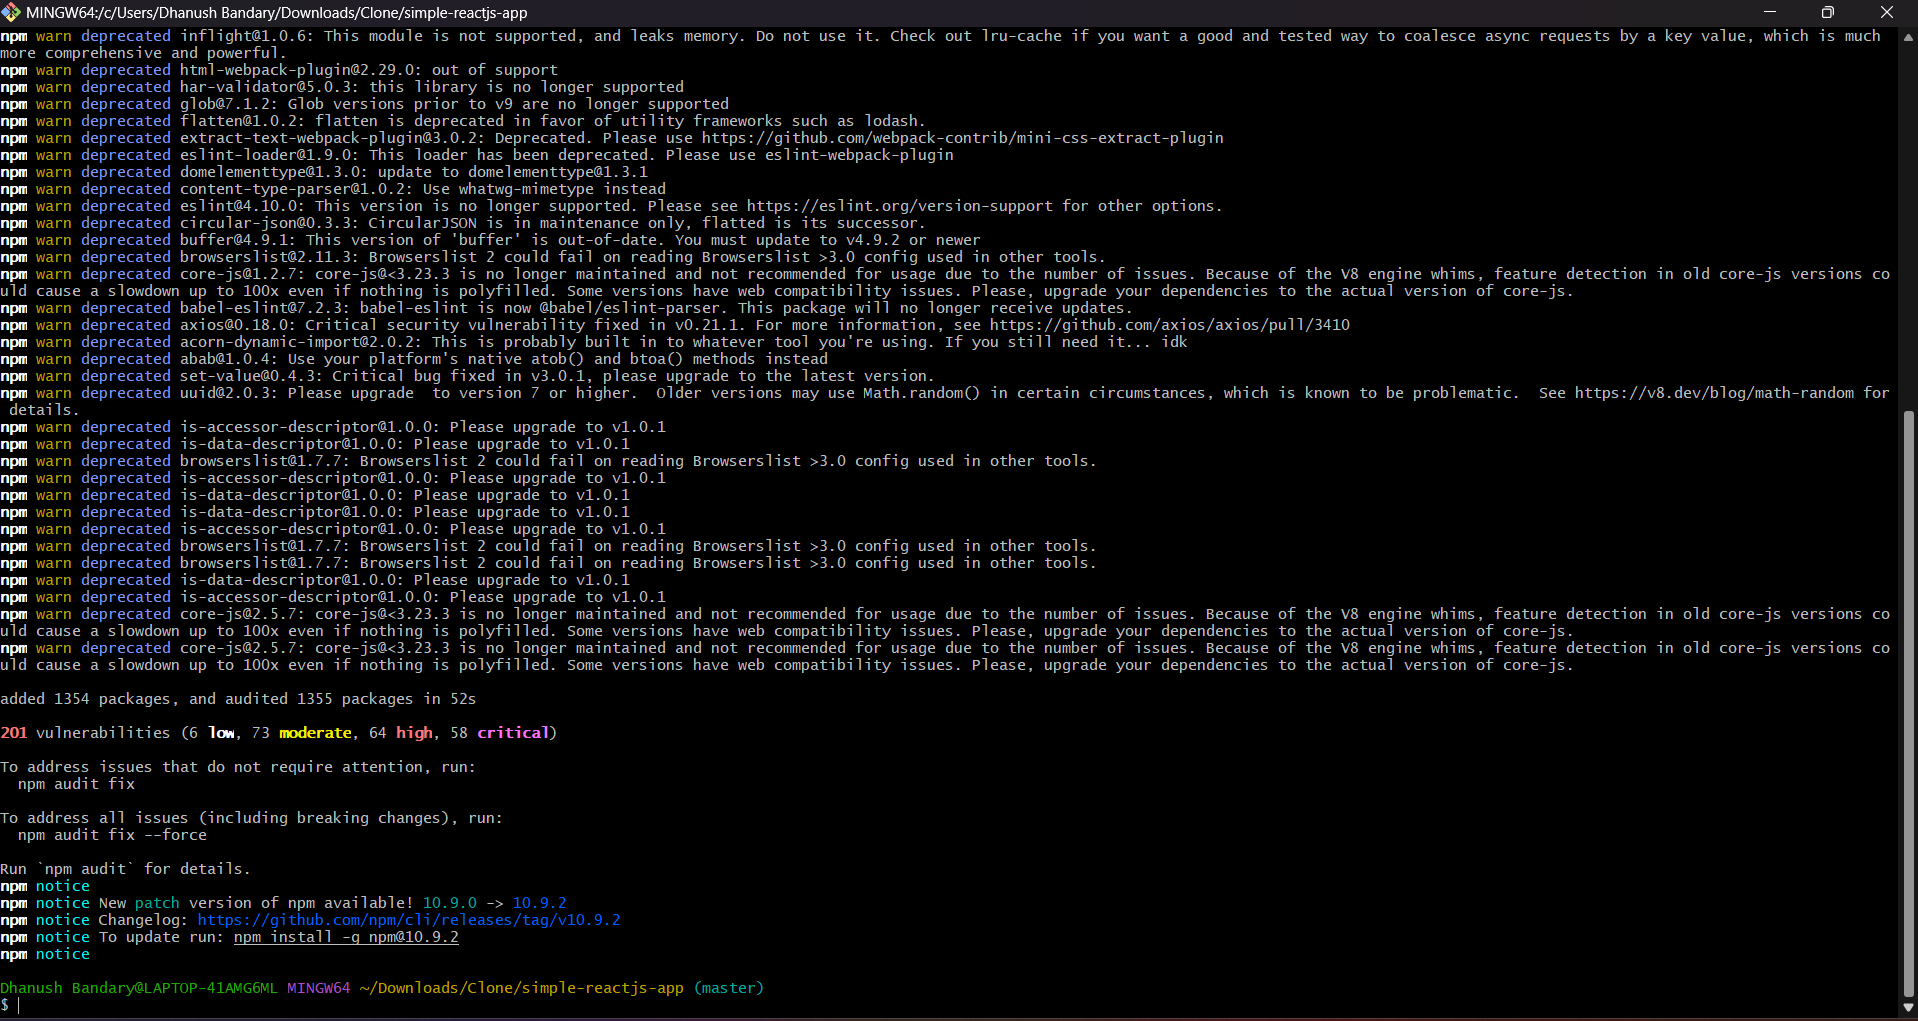 MINGW64:/c/Users/Dhanush Bandary/Downloads/Clone/simple-reactjs-app
npm warn deprecated inflight@1.0.6: This module is not supported, and leaks memory. Do not use it. Check out lru-cache if you want a good and tested way to coalesce async requests by a key value, which is much
more comprehensive and powerful.
npm warn deprecated html-webpack-plugin@2.29.0: out of support
npm warn deprecated har-validator@5.0.3: this library is no longer supported
npm warn deprecated glob@7.1.2: Glob versions prior to v9 are no longer supported
npm warn deprecated flatten@1.0.2: flatten is deprecated in favor of utility frameworks such as lodash.
npm warn deprecated extract-text-webpack-plugin@3.0.2: Deprecated. Please use https://github.com/webpack-contrib/mini-css-extract-plugin
npm warn deprecated eslint-loader@1.9.0: This loader has been deprecated. Please use eslint-webpack-plugin
npm warn deprecated domelementtype@1.3.0: update to domelementtype@1.3.1
npm warn deprecated content-type-parser@1.0.2: Use whatwg-mimetype instead
npm warn deprecated eslint@4.10.0: This version is no longer supported. Please see https://eslint.org/version-support for other options.
npm warn deprecated circular-json@0.3.3: CircularJSON is in maintenance only, flatted is its successor.
npm warn deprecated buffer@4.9.1: This version of 'buffer' is out-of-date. You must update to v4.9.2 or newer
npm warn deprecated browserslist@2.11.3: Browserslist 2 could fail on reading Browserslist >3.0 config used in other tools.
npm warn deprecated core-js@1.2.7: core-js@<3.23.3 is no longer maintained and not recommended for usage due to the number of issues. Because of the V8 engine whims, feature detection in old core-js versions co
uld cause a slowdown up to 100x even if nothing is polyfilled. Some versions have web compatibility issues. Please, upgrade your dependencies to the actual version of core-js.
npm warn deprecated babel-eslint@7.2.3: babel-eslint is now @babel/eslint-parser. This package will no longer receive updates.
npm warn deprecated axios@0.18.0: Critical security vulnerability fixed in v0.21.1. For more information, see https://github.com/axios/axios/pull/3410
npm warn deprecated acorn-dynamic-import@2.0.2: This is probably built in to whatever tool you're using. If you still need it... idk
npm warn deprecated abab@1.0.4: Use your platform's native atob() and btoa() methods instead
npm warn deprecated set-value@0.4.3: Critical bug fixed in v3.0.1, please upgrade to the latest version.
npm warn deprecated uuid@2.0.3: Please upgrade  to version 7 or higher.  Older versions may use Math.random() in certain circumstances, which is known to be problematic.  See https://v8.dev/blog/math-random for
 details.
npm warn deprecated is-accessor-descriptor@1.0.0: Please upgrade to v1.0.1
npm warn deprecated is-data-descriptor@1.0.0: Please upgrade to v1.0.1
npm warn deprecated browserslist@1.7.7: Browserslist 2 could fail on reading Browserslist >3.0 config used in other tools.
npm warn deprecated is-accessor-descriptor@1.0.0: Please upgrade to v1.0.1
npm warn deprecated is-data-descriptor@1.0.0: Please upgrade to v1.0.1
npm warn deprecated is-data-descriptor@1.0.0: Please upgrade to v1.0.1
npm warn deprecated is-accessor-descriptor@1.0.0: Please upgrade to v1.0.1
npm warn deprecated browserslist@1.7.7: Browserslist 2 could fail on reading Browserslist >3.0 config used in other tools.
npm warn deprecated browserslist@1.7.7: Browserslist 2 could fail on reading Browserslist >3.0 config used in other tools.
npm warn deprecated is-data-descriptor@1.0.0: Please upgrade to v1.0.1
npm warn deprecated is-accessor-descriptor@1.0.0: Please upgrade to v1.0.1
npm warn deprecated core-js@2.5.7: core-js@<3.23.3 is no longer maintained and not recommended for usage due to the number of issues. Because of the V8 engine whims, feature detection in old core-js versions co
uld cause a slowdown up to 100x even if nothing is polyfilled. Some versions have web compatibility issues. Please, upgrade your dependencies to the actual version of core-js.
npm warn deprecated core-js@2.5.7: core-js@<3.23.3 is no longer maintained and not recommended for usage due to the number of issues. Because of the V8 engine whims, feature detection in old core-js versions co
uld cause a slowdown up to 100x even if nothing is polyfilled. Some versions have web compatibility issues. Please, upgrade your dependencies to the actual version of core-js.
added 1354 packages, and audited 1355 packages in 52s
201 vulnerabilities (6 low, 73 moderate, 64 high, 58 critical)
To address issues that do not require attention, run:
  npm audit fix
To address all issues (including breaking changes), run:
  npm audit fix --force
Run `npm audit` for details.
npm notice
npm notice New patch version of npm available! 10.9.0 -> 10.9.2
npm notice Changelog: https://github.com/npm/cli/releases/tag/v10.9.2
npm notice To update run: npm install -g npm@10.9.2
npm notice
Dhanush Bandary@LAPTOP-41AMG6ML MINGW64 ~/Downloads/Clone/simple-reactjs-app (master)
$